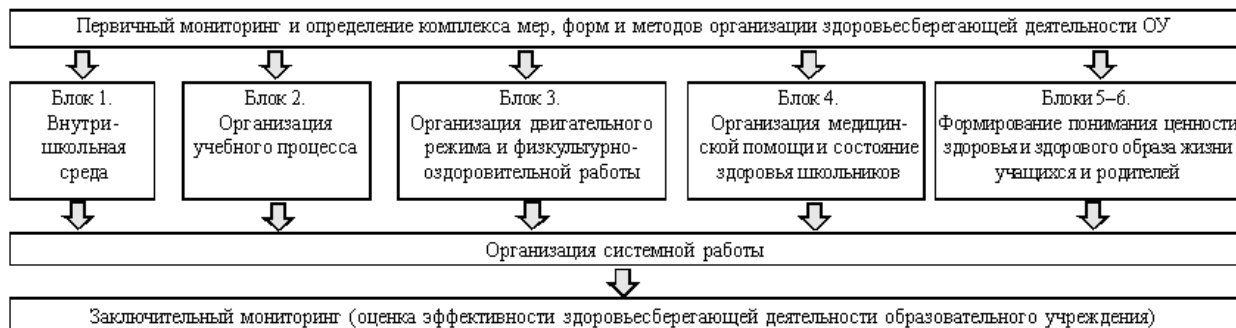 Первичный мониторинг и определение комплекса мер, форм и методов организации здоровьесберегающей деятельности ОУ
Блок 1.
Внутри-
школьная
среда
Блок 2.
Организация
учебного процесса
Блок 3.
Организация двигательного
режима и физкультурно-
оздоровительной работы
Блок 4.
Организация медицин-
ской помощи и состояние
здоровья школьников
Блоки 5–6.
Формирование понимания ценности
здоровья и здорового образа жизни
учащихся и родителей
Организация системной работы
Заключительный мониторинг (оценка эффективности здоровьесберегающей деятельности образовательного учреждения)